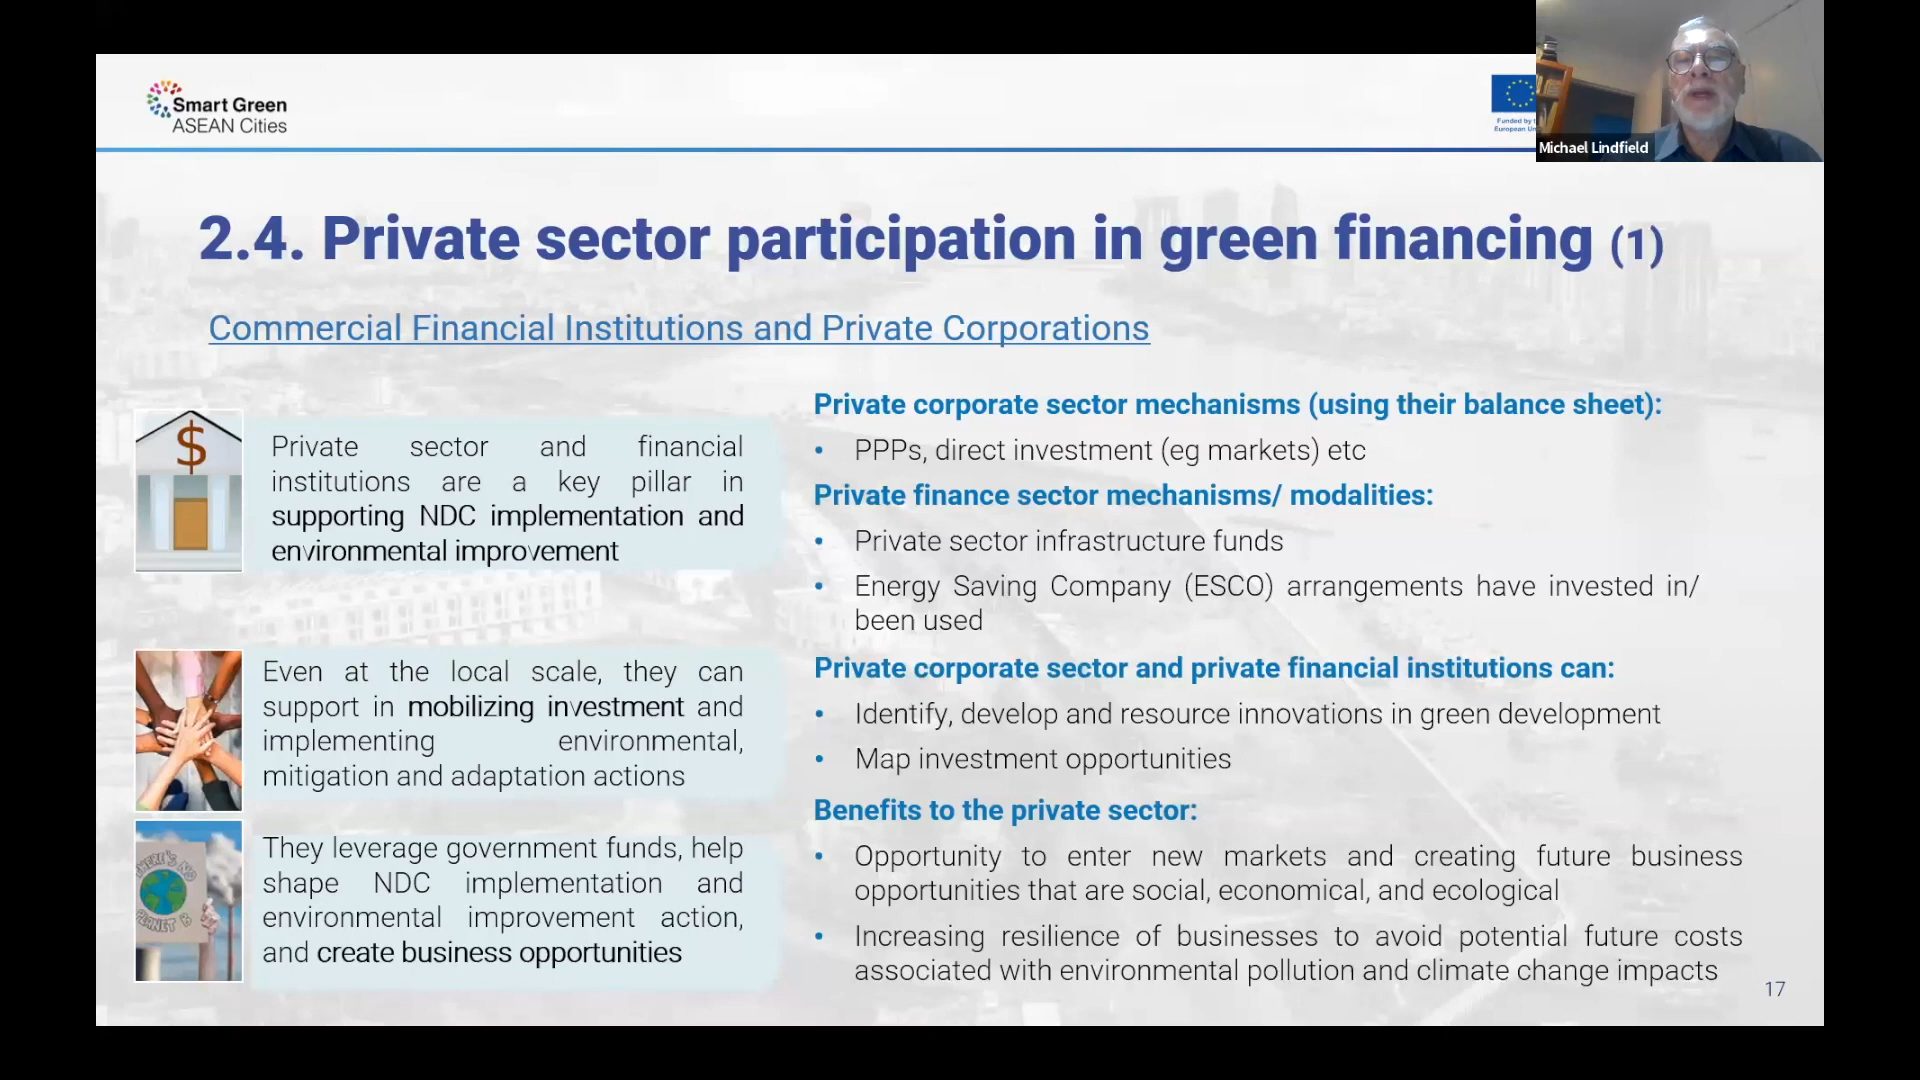 Smart Green
ASEAN Cities
Funded by
European
Michael Lindfield
2.4. Private sector participation in green financing (1)
Commercial Financial Institutions and Private Corporations
$
Private sector and financial
institutions are a key pillar in
supporting NDC implementation and
environmental improvement
Even at the local scale, they can
support in mobilizing investment and
implementing environmental,
mitigation and adaptation actions
THERE'S NO
PLANET B
They leverage government funds, help
shape NDC implementation and
environmental improvement action,
and create business opportunities
Private corporate sector mechanisms (using their balance sheet):
• PPPs, direct investment (eg markets) etc
Private finance sector mechanisms/ modalities:
• Private sector infrastructure funds
• Energy Saving Company (ESCO) arrangements have invested in/
been used
Private corporate sector and private financial institutions can:
• Identify, develop and resource innovations in green development
• Map investment opportunities
Benefits to the private sector:
• Opportunity to enter new markets and creating future business
opportunities that are social, economical, and ecological
• Increasing resilience of businesses to avoid potential future costs
associated with environmental pollution and climate change impacts
17